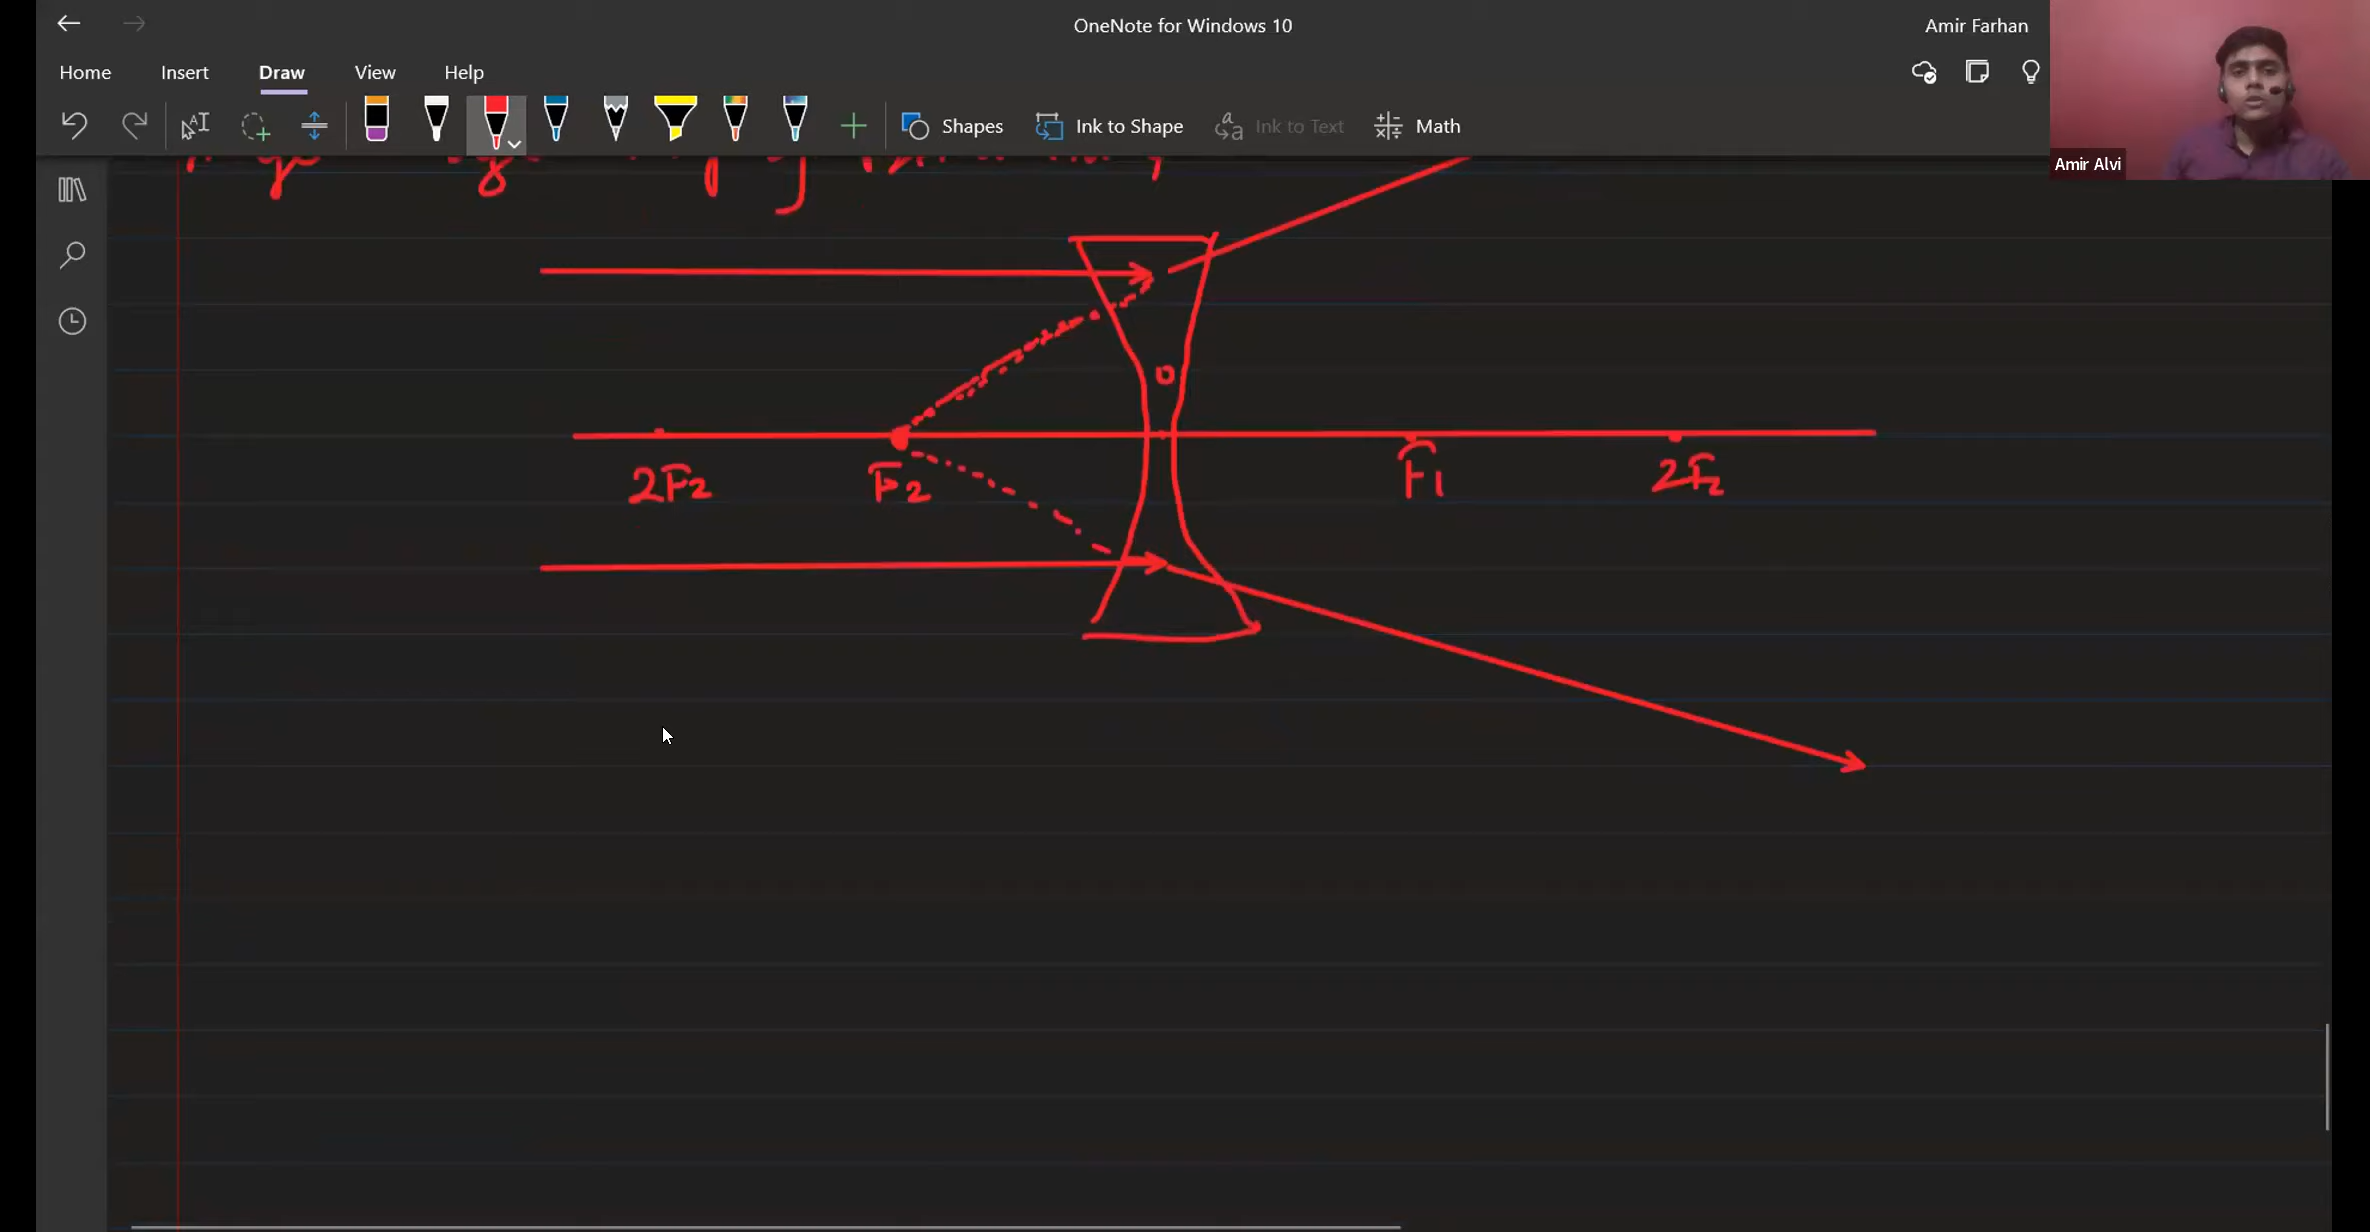 OneNote for Windows 10
Amir Farhan
Home Insert Draw View Help
Shapes Ink to Shape Ink to Text Math
Amir Alvi
O
2F2 F2 F1 2F2